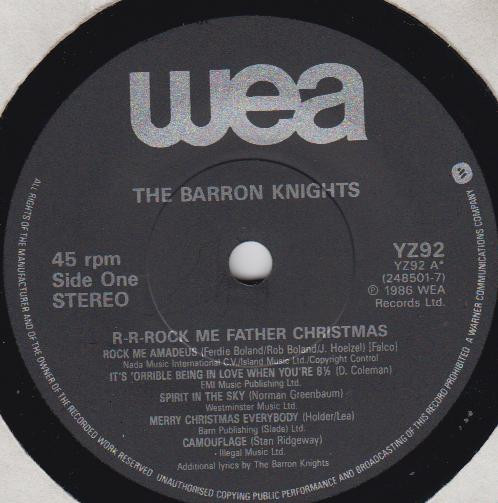 wea
THE BARRON KNIGHTS
45 rpm
Side One
STEREO
YZ92
YZ92 A*
(248501-7)
℗ 1986 WEA
Records Ltd.
R-R-ROCK ME FATHER CHRISTMAS
ROCK ME AMADEUS (Ferdie Boland/Rob Boland/J. Hoelzel) [Falco]
Nada Music International C.V./Island Music Ltd./Copyright Control
IT'S 'ORRIBLE BEING IN LOVE WHEN YOU'RE 8½ (D. Coleman)
EMI Music Publishing Ltd.
SPIRIT IN THE SKY (Norman Greenbaum)
Westminster Music Ltd.
MERRY CHRISTMAS EVERYBODY (Holder/Lea)
Barn Publishing (Slade) Ltd.
CAMOUFLAGE (Stan Ridgeway)
Illegal Music Ltd.
Additional lyrics by The Barron Knights
ALL RIGHTS OF THE MANUFACTURER AND OF THE OWNER OF THE RECORDED WORK RESERVED. UNAUTHORISED COPYING PUBLIC PERFORMANCE AND BROADCASTING OF THIS RECORD PROHIBITED. A WARNER COMMUNICATIONS COMPANY